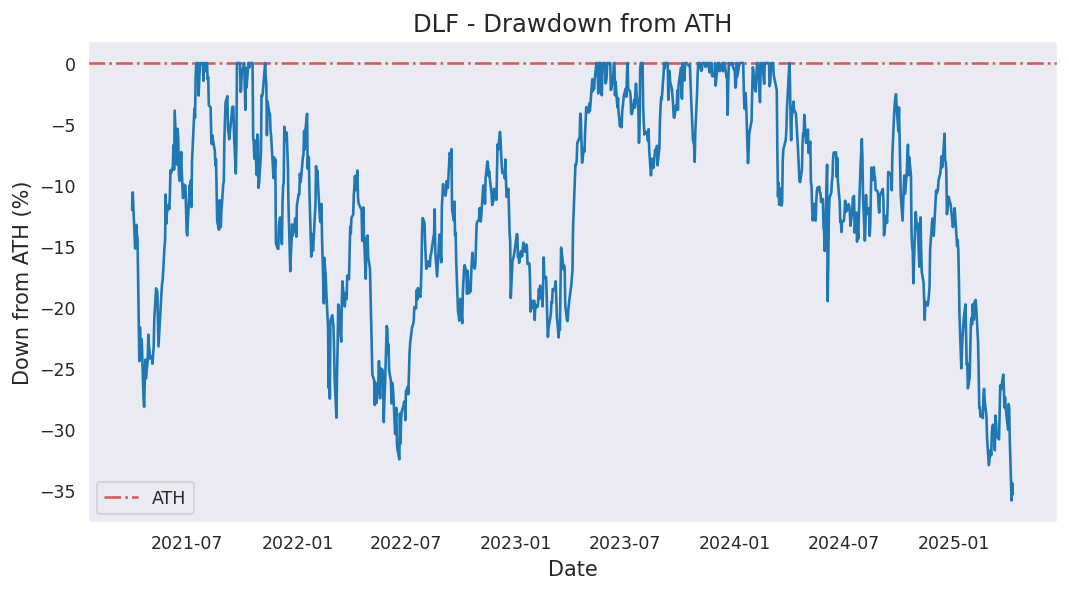 DLF - Drawdown from ATH
Down from ATH (%)
0
−5
−10
−15
−20
−25
−30
−35
ATH
2021-07 2022-01 2022-07 2023-01 2023-07 2024-01 2024-07 2025-01
Date